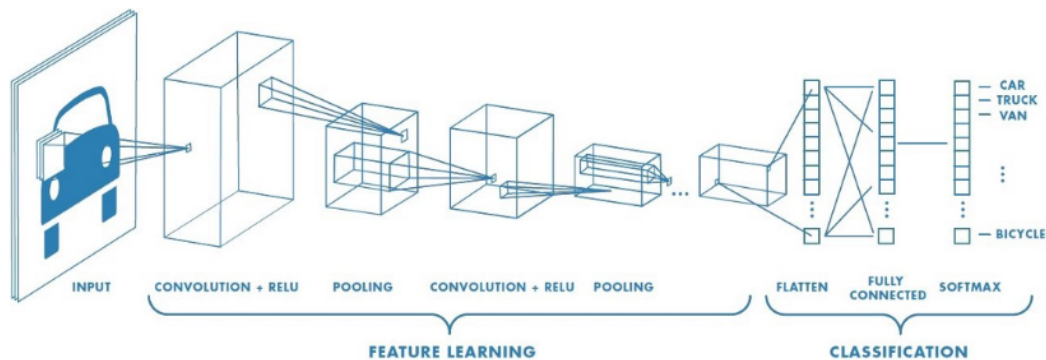 CAR
TRUCK
VAN
BICYCLE
INPUT
CONVOLUTION + RELU
POOLING
CONVOLUTION + RELU
POOLING
FLATTEN
FULLY
CONNECTED
SOFTMAX
FEATURE LEARNING
CLASSIFICATION